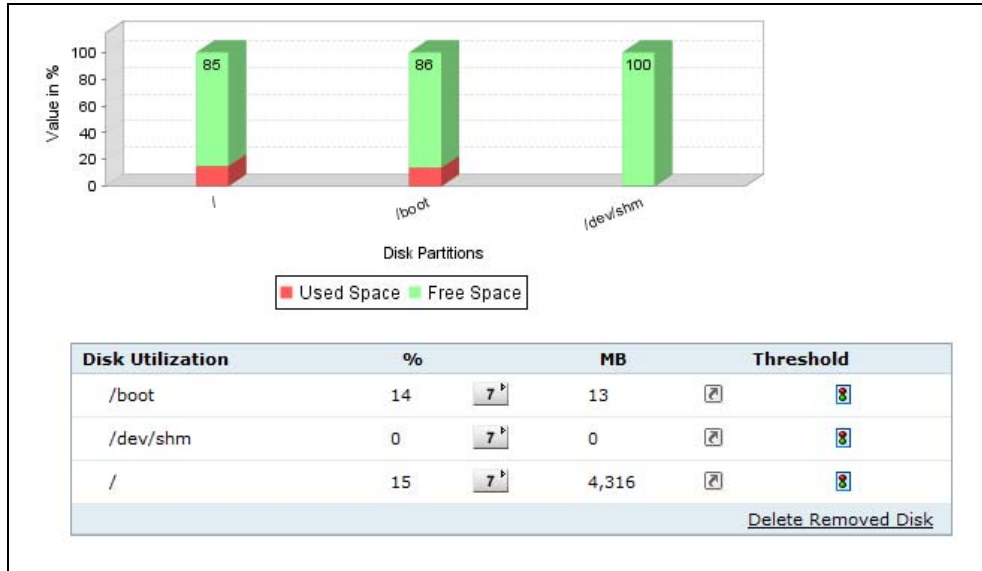 Value in %
100
80
60
40
20
0
85
86
100
/
/boot
/dev/shm
Disk Partitions
Used Space Free Space
Disk Utilization % MB Threshold
/boot 14 7 13
/dev/shm 0 7 0
/ 15 7 4,316
Delete Removed Disk